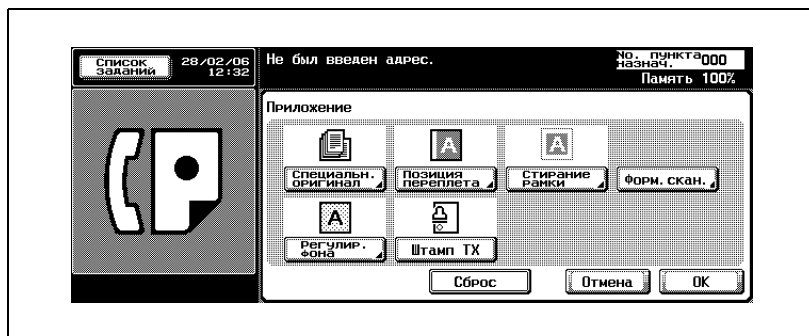 Список
заданий
28/02/06
12:32
Не был введен адрес.
No. пункта
назнач.
000
Память 100%
Приложение
Специальн.
оригинал
Позиция
переплета
Стирание
рамки
Форм. скан.
Регулир.
фона
Штамп TX
Сброс
Отмена
OK